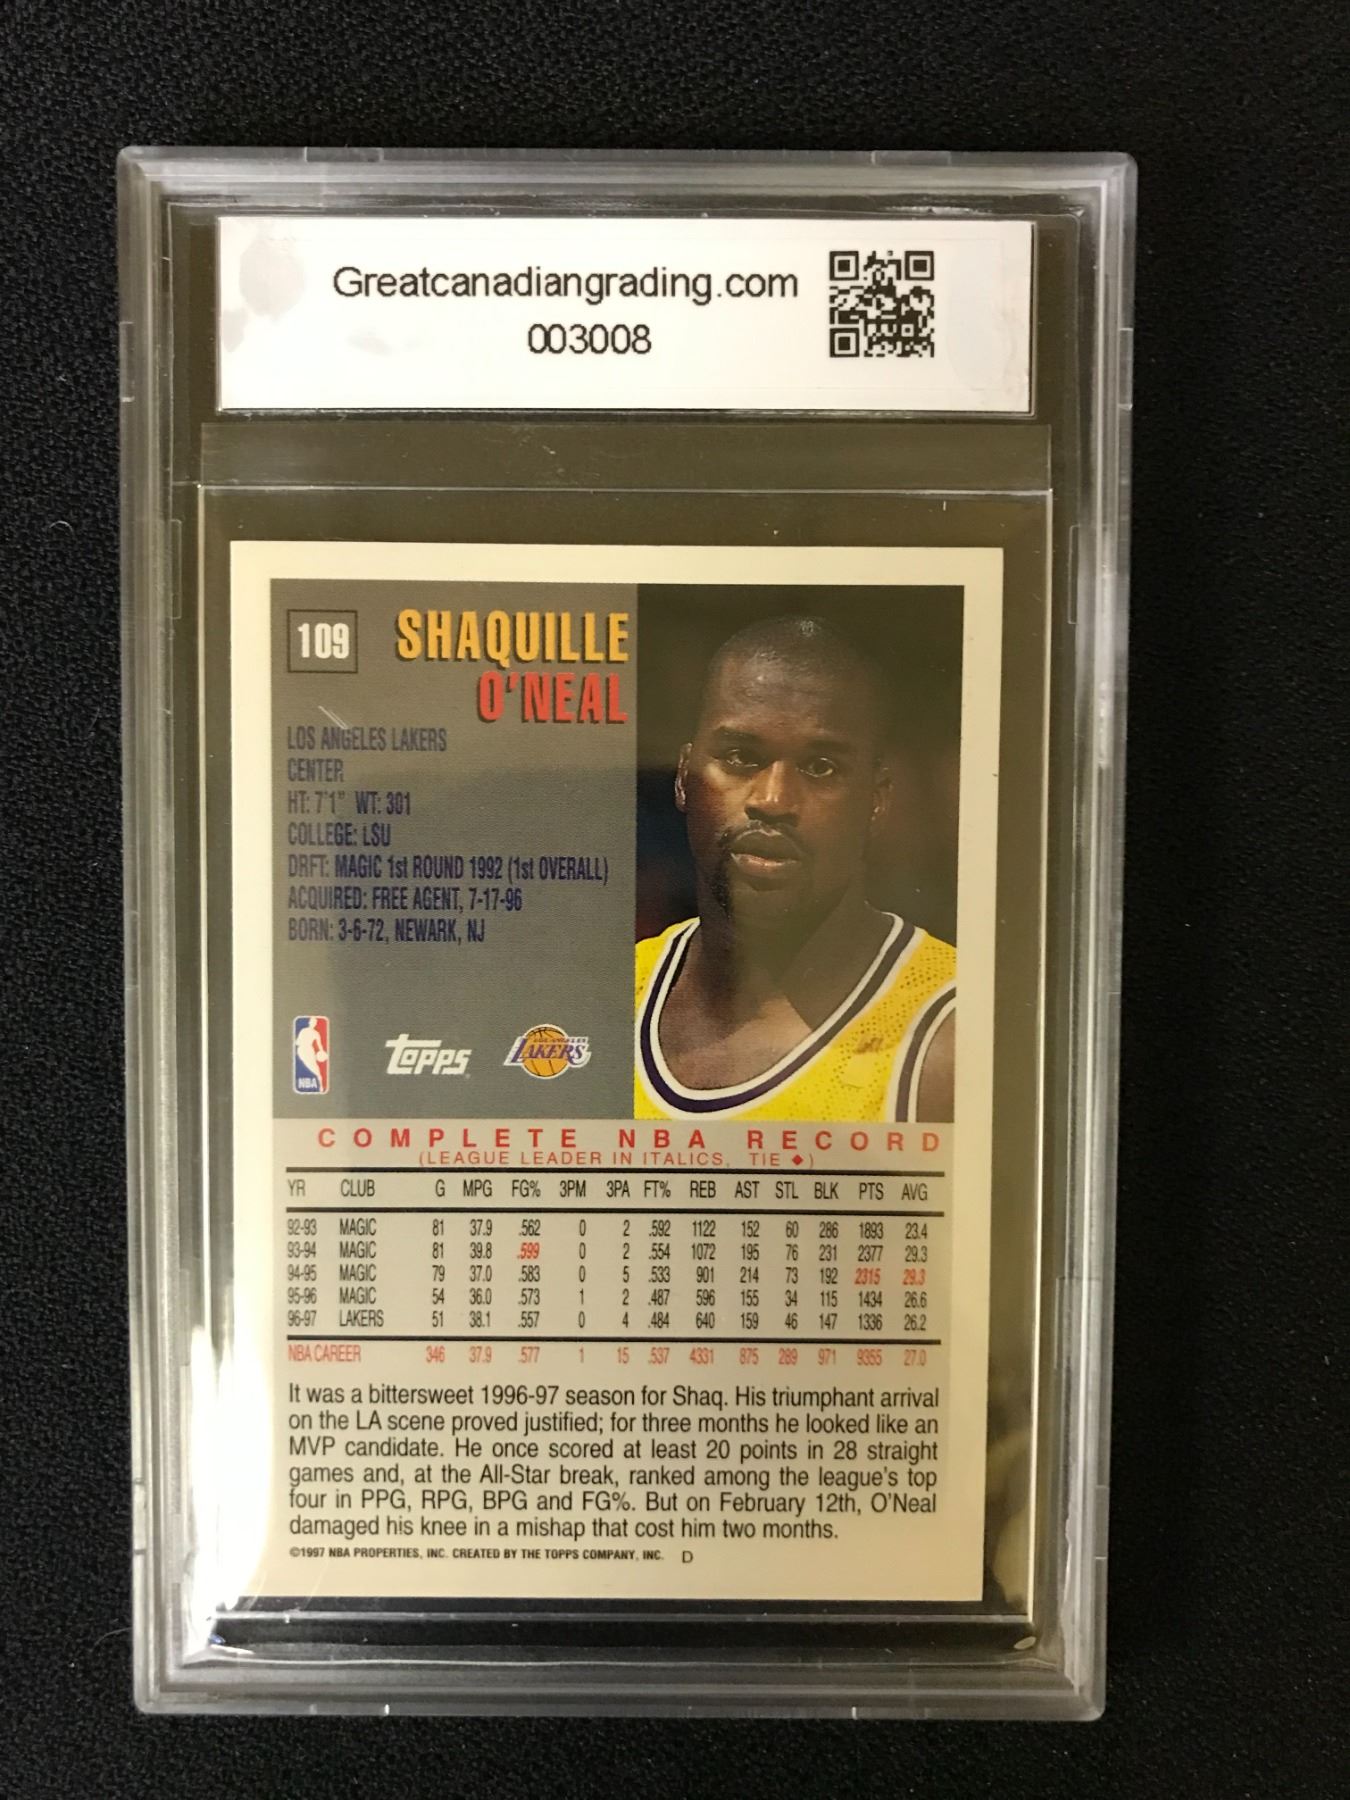 Greatcanadiangrading.com
003008
109
SHAQUILLE
O'NEAL
LOS ANGELES LAKERS
CENTER
HT: 7'1" WT: 301
COLLEGE: LSU
DRFT: MAGIC 1st ROUND 1992 (1st OVERALL)
ACQUIRED: FREE AGENT, 7-17-96
BORN: 3-6-72, NEWARK, NJ
NBA
TOPPS
LOS ANGELES
LAKERS
COMPLETE NBA RECORD
(LEAGUE LEADER IN ITALICS, TIE ◆)
YR CLUB G MPG FG% 3PM 3PA FT% REB AST STL BLK PTS AVG
92-93 MAGIC 81 37.9 .562 0 2 .592 1122 152 60 286 1893 23.4
93-94 MAGIC 81 39.8 .599 0 2 .554 1072 195 76 231 2377 29.3
94-95 MAGIC 79 37.0 .583 0 5 .533 901 214 73 192 2315 29.3
95-96 MAGIC 54 36.0 .573 1 2 .487 596 155 34 115 1434 26.6
96-97 LAKERS 51 38.1 .557 0 4 .484 640 159 46 147 1336 26.2
NBA CAREER 346 37.9 .577 1 15 .537 4331 875 289 971 9355 27.0
It was a bittersweet 1996-97 season for Shaq. His triumphant arrival
on the LA scene proved justified; for three months he looked like an
MVP candidate. He once scored at least 20 points in 28 straight
games and, at the All-Star break, ranked among the league's top
four in PPG, RPG, BPG and FG%. But on February 12th, O'Neal
damaged his knee in a mishap that cost him two months.
©1997 NBA PROPERTIES, INC. CREATED BY THE TOPPS COMPANY, INC. D